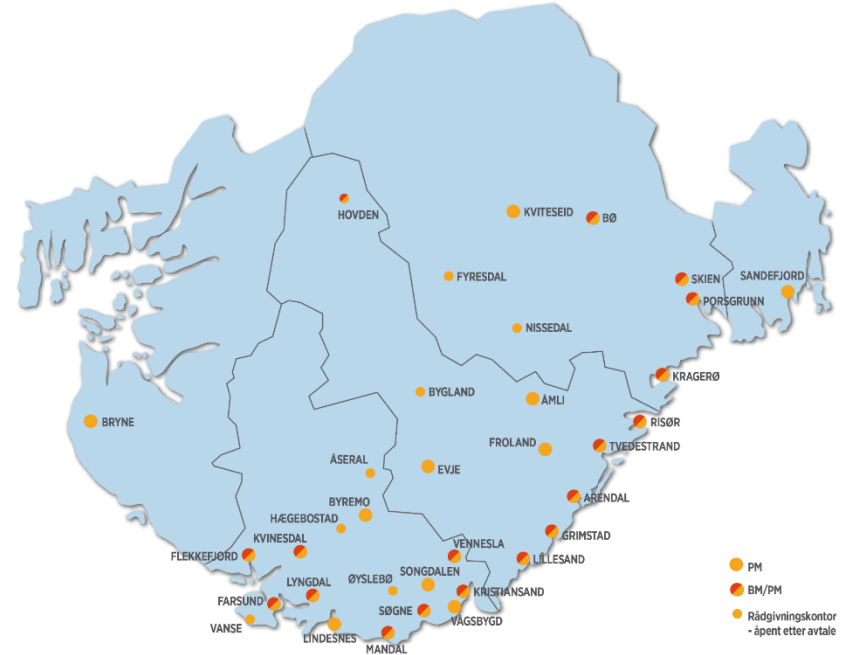 HOVDEN
KVITESEID
BØ
FYRESDAL
SKIEN
SANDEFJORD
PORSGRUNN
NISSEDAL
KRAGERØ
BYGLAND
ÅMLI
BRYNE
RISØR
FROLAND
TVEDESTRAND
ÅSERAL
EVJE
ARENDAL
BYREMO
HÆGEBOSTAD
GRIMSTAD
KVINESDAL
VENNESLA
FLEKKEFJORD
LILLESAND
SONGDALEN
ØYSLEBØ
LYNGDAL
KRISTIANSAND
FARSUND
SØGNE
VÅGSBYGD
VANSE
LINDESNES
MANDAL
PM
BM/PM
Rådgivningskontor
- åpent etter avtale